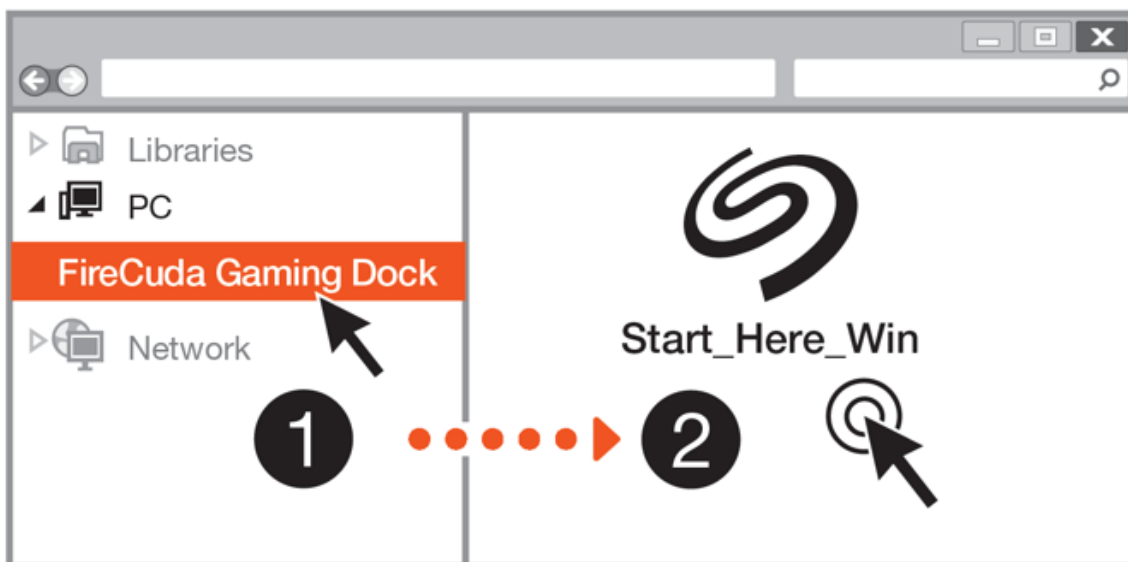 Libraries
PC
FireCuda Gaming Dock
Network
Start_Here_Win
1
2